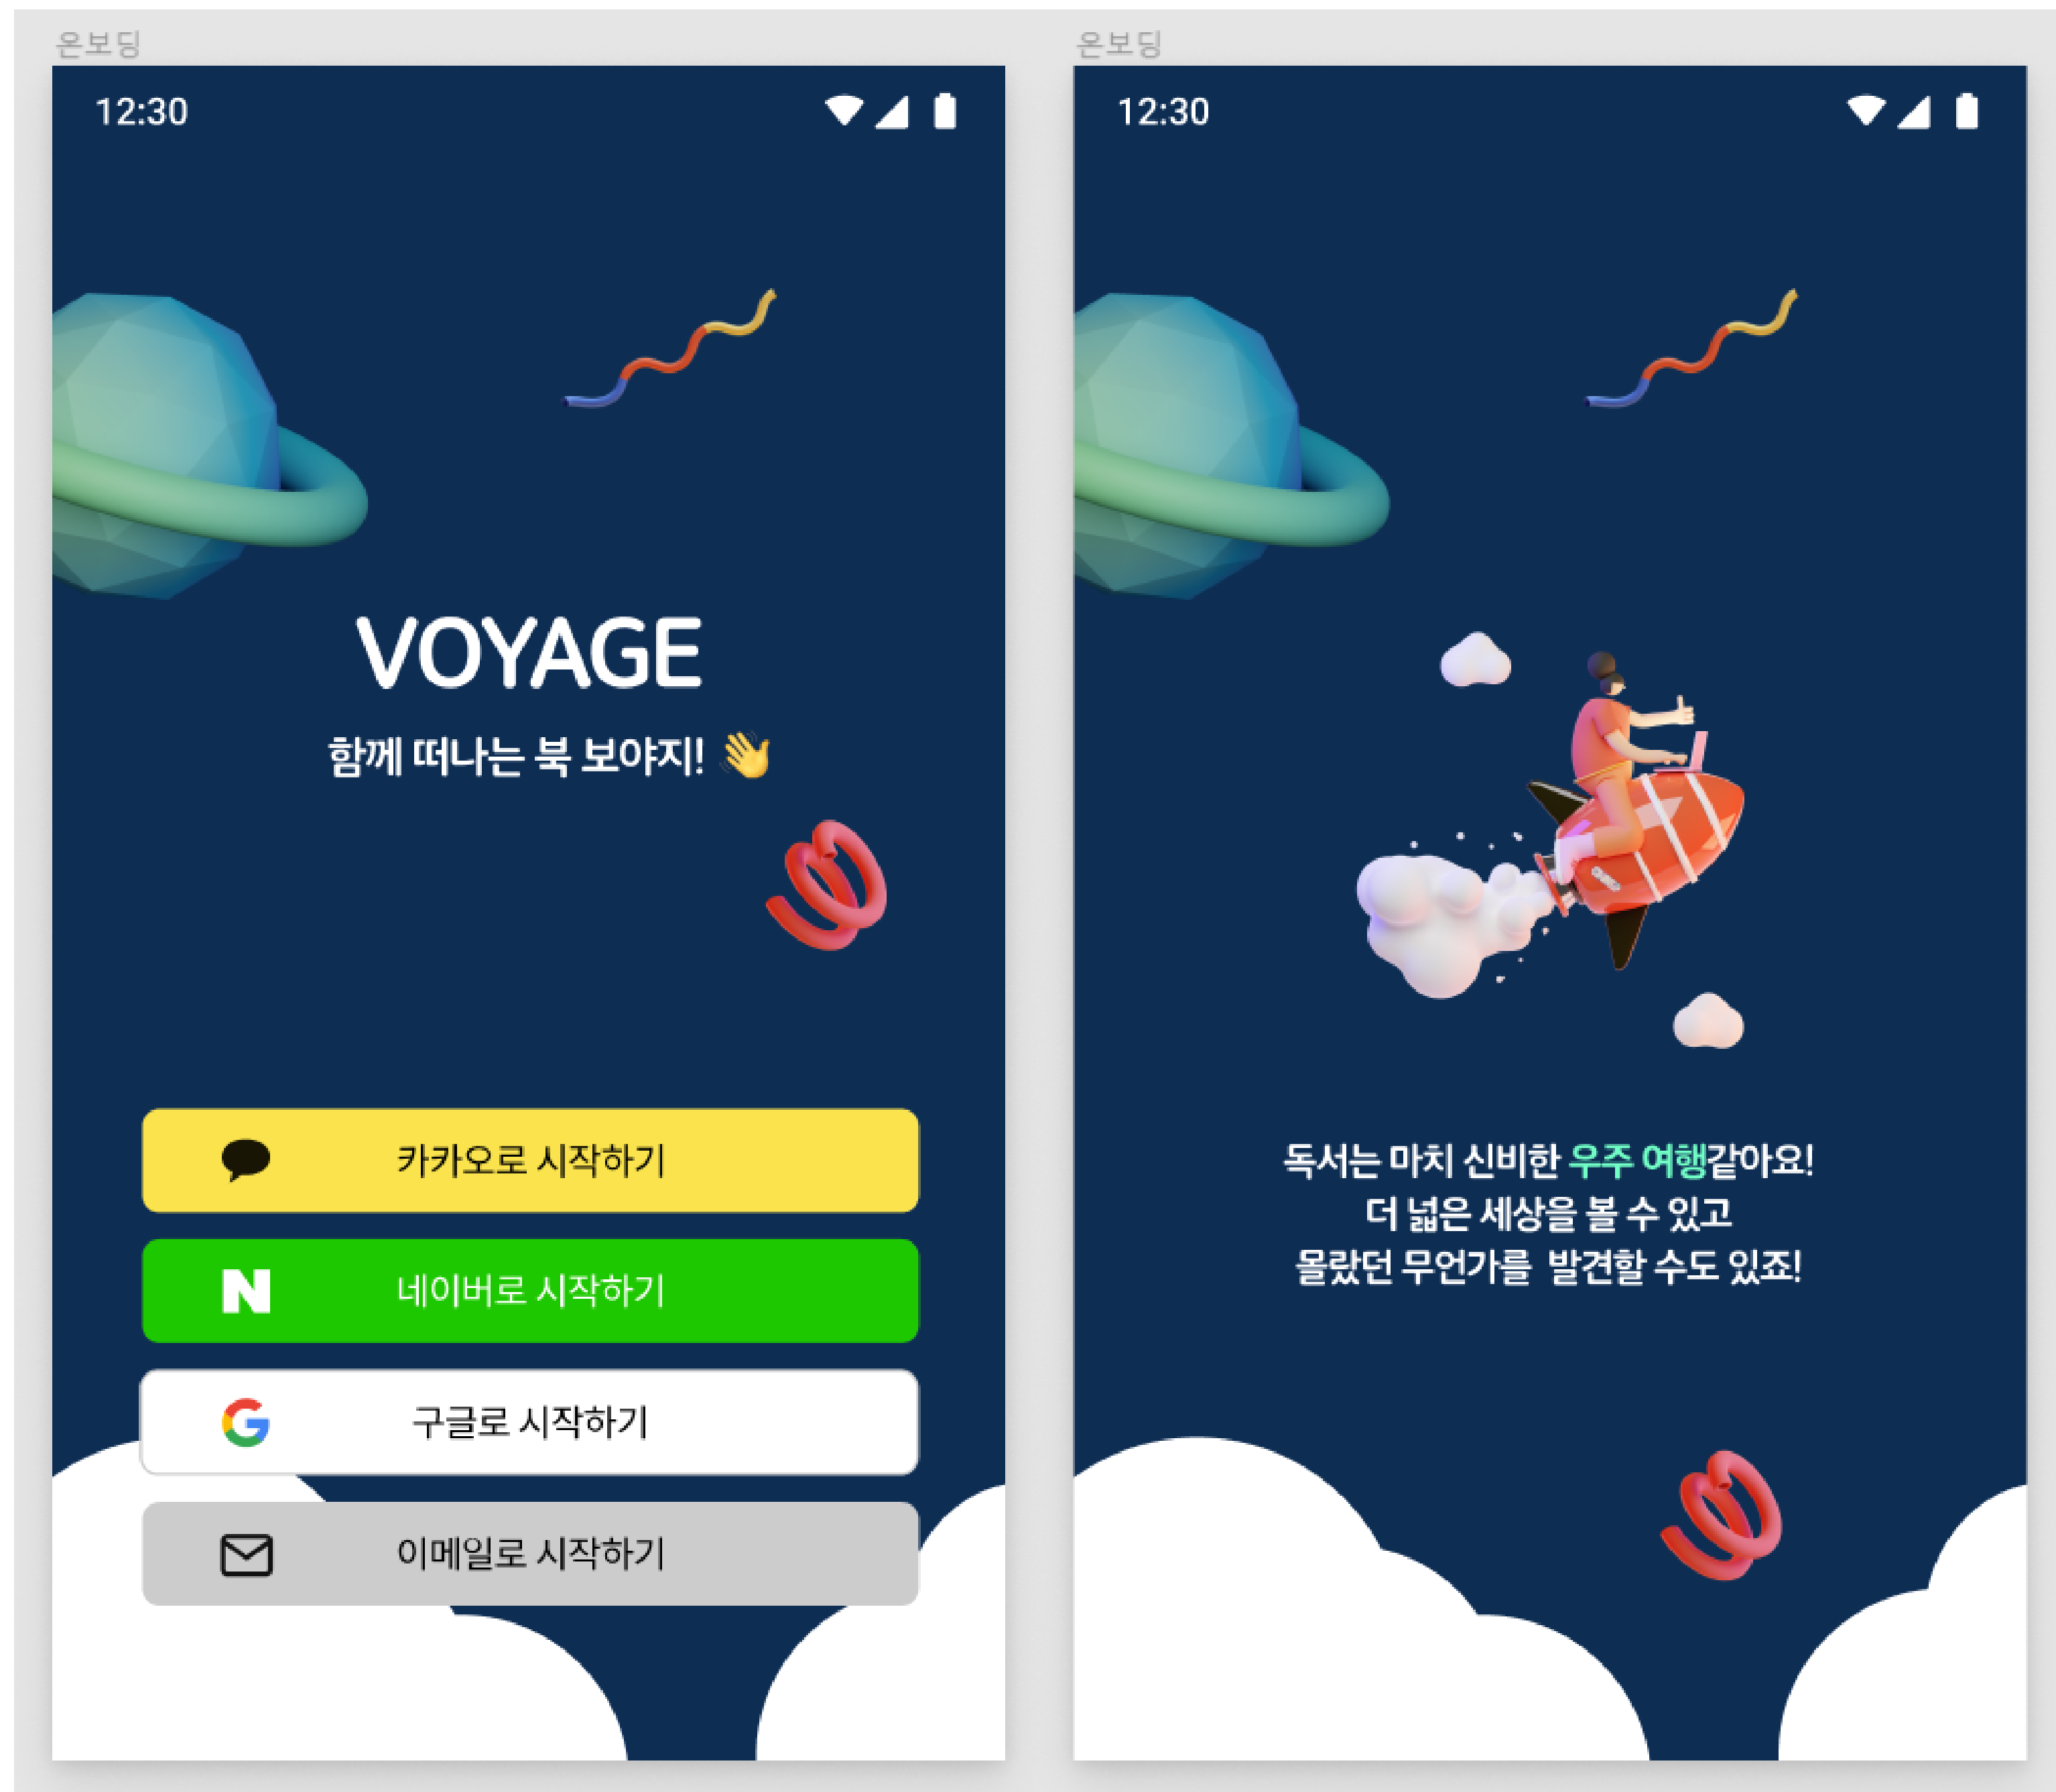 온보딩
12:30
VOYAGE
함께 떠나는 북 보야지! 👋
카카오로 시작하기
N 네이버로 시작하기
G 구글로 시작하기
이메일로 시작하기
온보딩
12:30
독서는 마치 신비한 우주 여행같아요!
더 넓은 세상을 볼 수 있고
몰랐던 무언가를 발견할 수도 있죠!